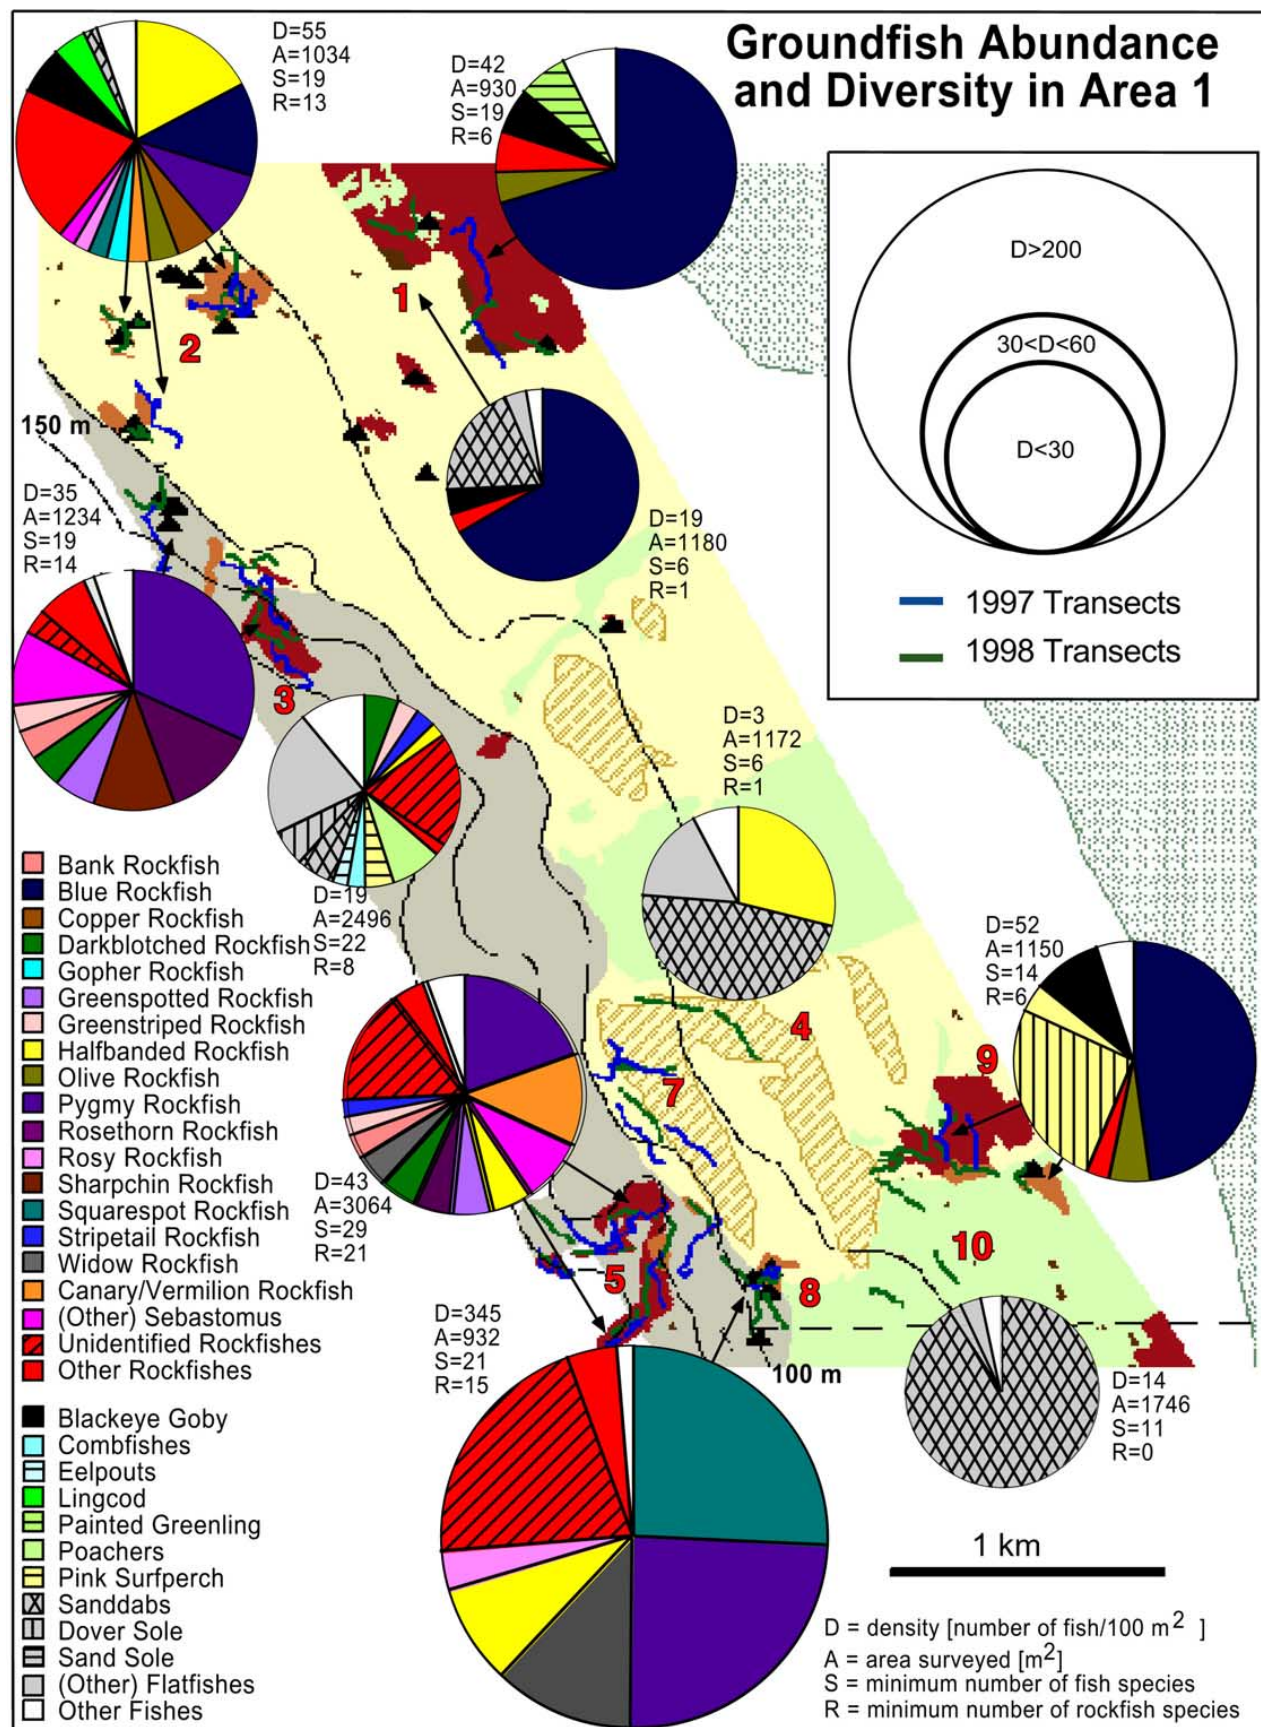 Groundfish Abundance
and Diversity in Area 1
D=55
A=1034
S=19
R=13
D=42
A=930
S=19
R=6
D>200
30<D<60
D<30
1997 Transects
1998 Transects
1
2
150 m
D=35
A=1234
S=19
R=14
D=19
A=1180
S=6
R=1
3
D=3
A=1172
S=6
R=1
D=19
A=2496
S=22
R=8
D=52
A=1150
S=14
R=6
4
7
9
D=43
A=3064
S=29
R=21
5
8
10
D=345
A=932
S=21
R=15
100 m
D=14
A=1746
S=11
R=0
Bank Rockfish
Blue Rockfish
Copper Rockfish
Darkblotched Rockfish
Gopher Rockfish
Greenspotted Rockfish
Greenstriped Rockfish
Halfbanded Rockfish
Olive Rockfish
Pygmy Rockfish
Rosethorn Rockfish
Rosy Rockfish
Sharpchin Rockfish
Squarespot Rockfish
Stripetail Rockfish
Widow Rockfish
Canary/Vermilion Rockfish
(Other) Sebastomus
Unidentified Rockfishes
Other Rockfishes
Blackeye Goby
Combfishes
Eelpouts
Lingcod
Painted Greenling
Poachers
Pink Surfperch
Sanddabs
Dover Sole
Sand Sole
(Other) Flatfishes
Other Fishes
1 km
D = density [number of fish/100 m² ]
A = area surveyed [m²]
S = minimum number of fish species
R = minimum number of rockfish species